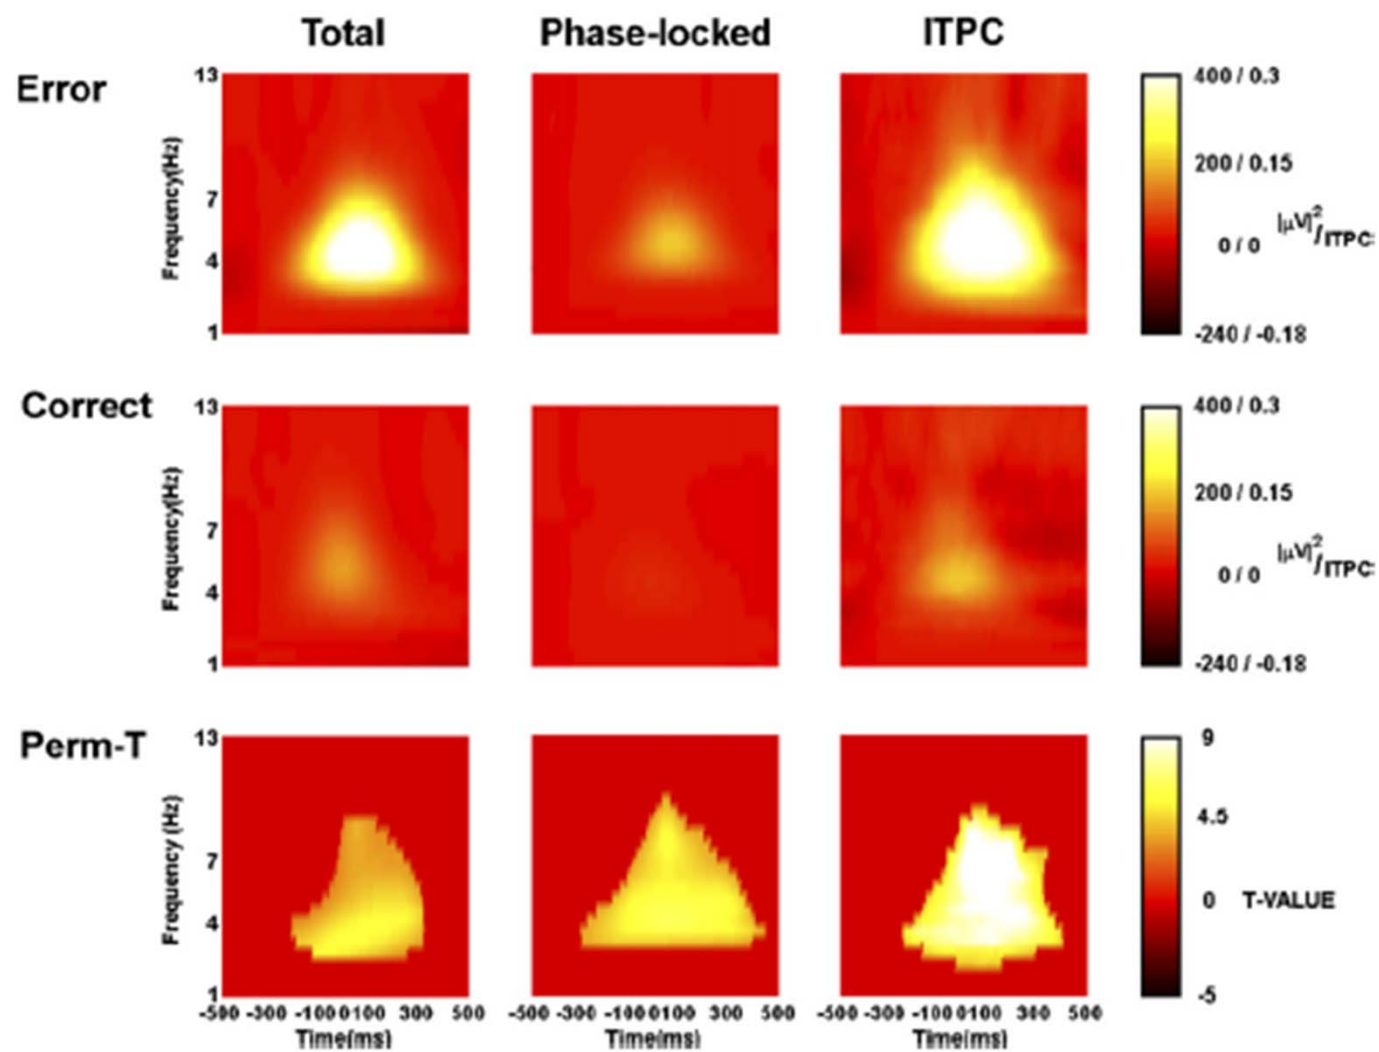 Total Phase-locked ITPC
Error
13
7
4
1
Frequency(Hz)
400 / 0.3
200 / 0.15
0 / 0
-240 / -0.18
|μV|²/ITPC
Correct
13
7
4
1
Frequency(Hz)
400 / 0.3
200 / 0.15
0 / 0
-240 / -0.18
|μV|²/ITPC
Perm-T
13
7
4
1
Frequency (Hz)
9
4.5
0
-5
T-VALUE
-500 -300 -100 0 100 300 500 -500 -300 -100 0 100 300 500 -500 -300 -100 0 100 300 500
Time(ms) Time(ms) Time(ms)